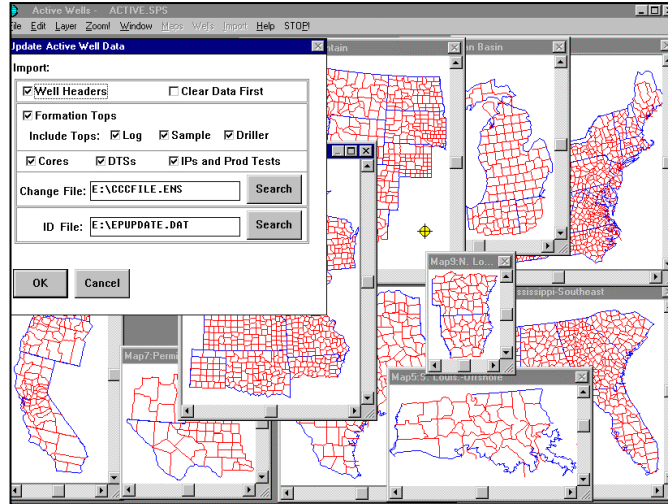 Active Wells - ACTIVE.SPS
File Edit Layer Zoom! Window Maps Wells Import Help STOP!
Update Active Well Data
Import:
Well Headers Clear Data First
Formation Tops
Include Tops: Log Sample Driller
Cores DTSs IPs and Prod Tests
Change File: E:\CCCFILE.ENS Search
ID File: E:\EPUPDATE.DAT Search
OK Cancel
ntain
an Basin
Map9:N. Lo...
ississippi-Southeast
Map7:Permi
Map5:S. Louis.-Offshore